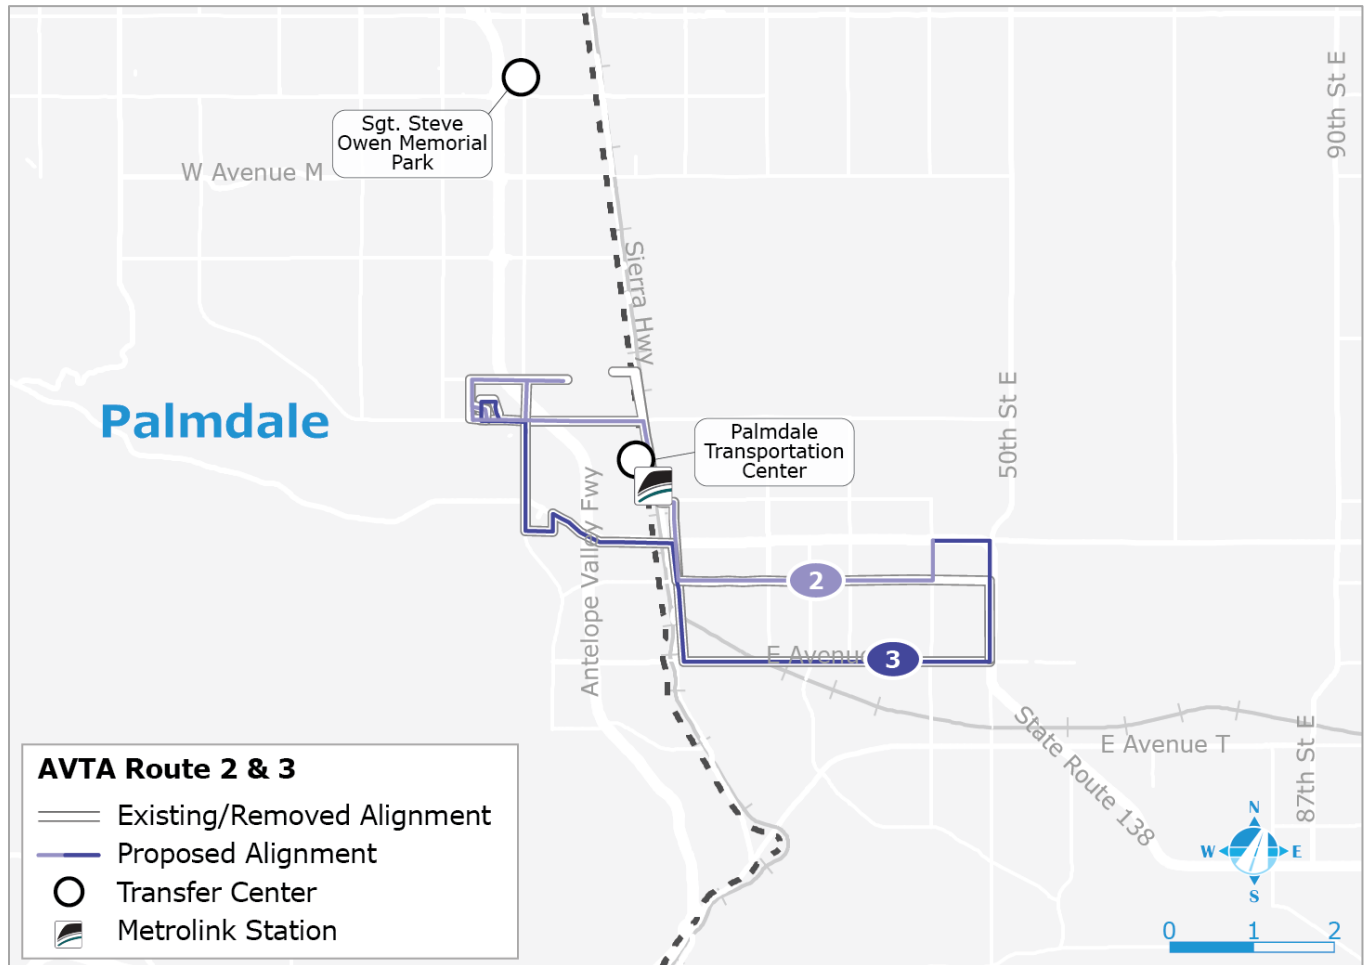 Sgt. Steve
Owen Memorial
Park
W Avenue M
90th St E
Sierra Hwy
Palmdale
Palmdale
Transportation
Center
50th St E
Antelope Valley Fwy
2
E Avenue
3
State Route 138
E Avenue T
87th St E
AVTA Route 2 & 3
Existing/Removed Alignment
Proposed Alignment
Transfer Center
Metrolink Station
N
W
E
S
0 1 2